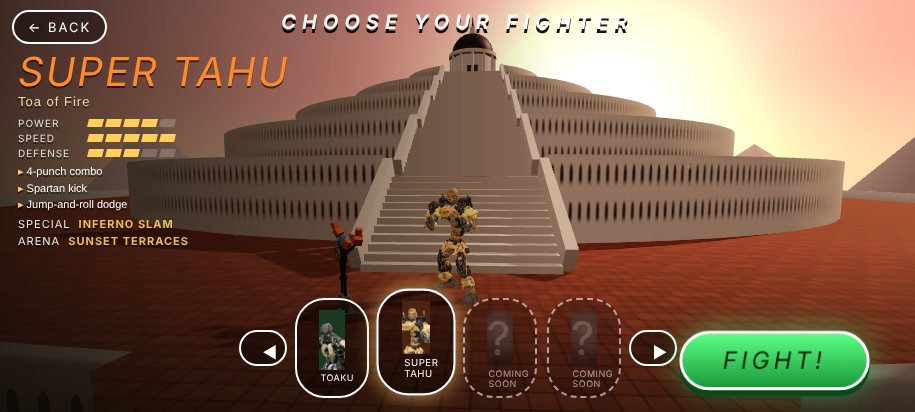 ← BACK
CHOOSE YOUR FIGHTER
SUPER TAHU
Toa of Fire
POWER
SPEED
DEFENSE
▸ 4-punch combo
▸ Spartan kick
▸ Jump-and-roll dodge
SPECIAL INFERNO SLAM
ARENA SUNSET TERRACES
◀
TOAKU
SUPER
TAHU
?
COMING
SOON
?
COMING
SOON
▶
FIGHT!